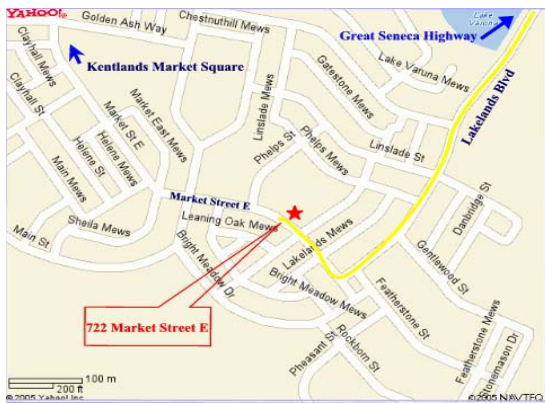 YAHOO!
Golden Ash Way
Chestnuthill Mews
Lake Varuna
Great Seneca Highway
Clayhall Mews
Kentlands Market Square
Lake Varuna Mews
Gatestone Mews
Lakelands Blvd
Clayhall St
Market St E
Market East Mews
Linslade Mews
Phelps St
Phelps Mews
Linslade St
Helene St
Helene Mews
Main Mews
Market Street E
Danbridge St
Leaning Oak Mews
Sheila Mews
Main St
Lakelands Mews
Bright Meadow Dr
Gentlewood St
Bright Meadow Mews
Featherstone St
722 Market Street E
Rockborn St
Pheasant St
Featherstone Mews
Stonemason Dr
100 m
200 ft
©2005 Yahoo! Inc
©2005 NAVTEQ